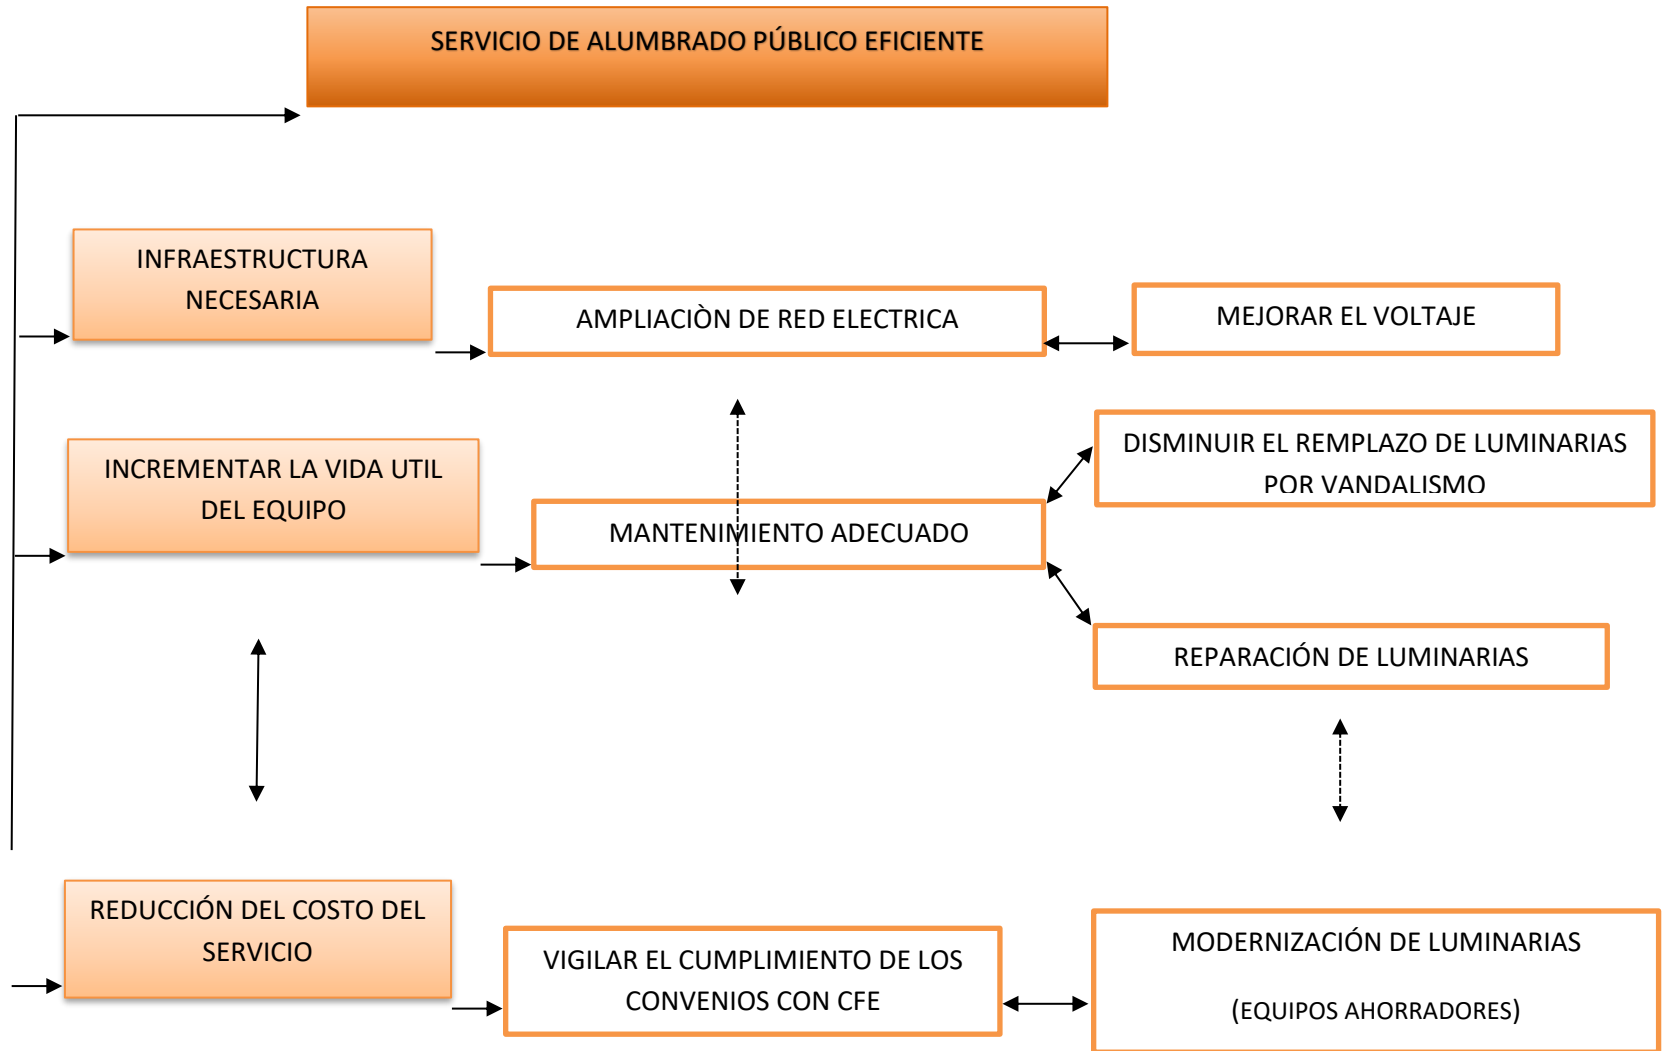 SERVICIO DE ALUMBRADO PÚBLICO EFICIENTE
INFRAESTRUCTURA
NECESARIA
AMPLIACIÒN DE RED ELECTRICA
MEJORAR EL VOLTAJE
INCREMENTAR LA VIDA UTIL
DEL EQUIPO
MANTENIMIENTO ADECUADO
DISMINUIR EL REMPLAZO DE LUMINARIAS
POR VANDALISMO
REPARACIÓN DE LUMINARIAS
REDUCCIÓN DEL COSTO DEL
SERVICIO
VIGILAR EL CUMPLIMIENTO DE LOS
CONVENIOS CON CFE
MODERNIZACIÓN DE LUMINARIAS
(EQUIPOS AHORRADORES)